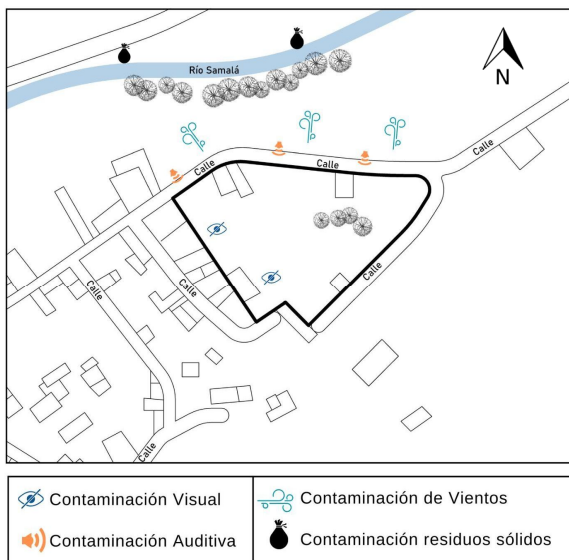 Río Samalá
N
Calle
Calle
Calle
Calle
Calle
Calle
Calle
Contaminación Visual
Contaminación de Vientos
Contaminación Auditiva
Contaminación residuos sólidos